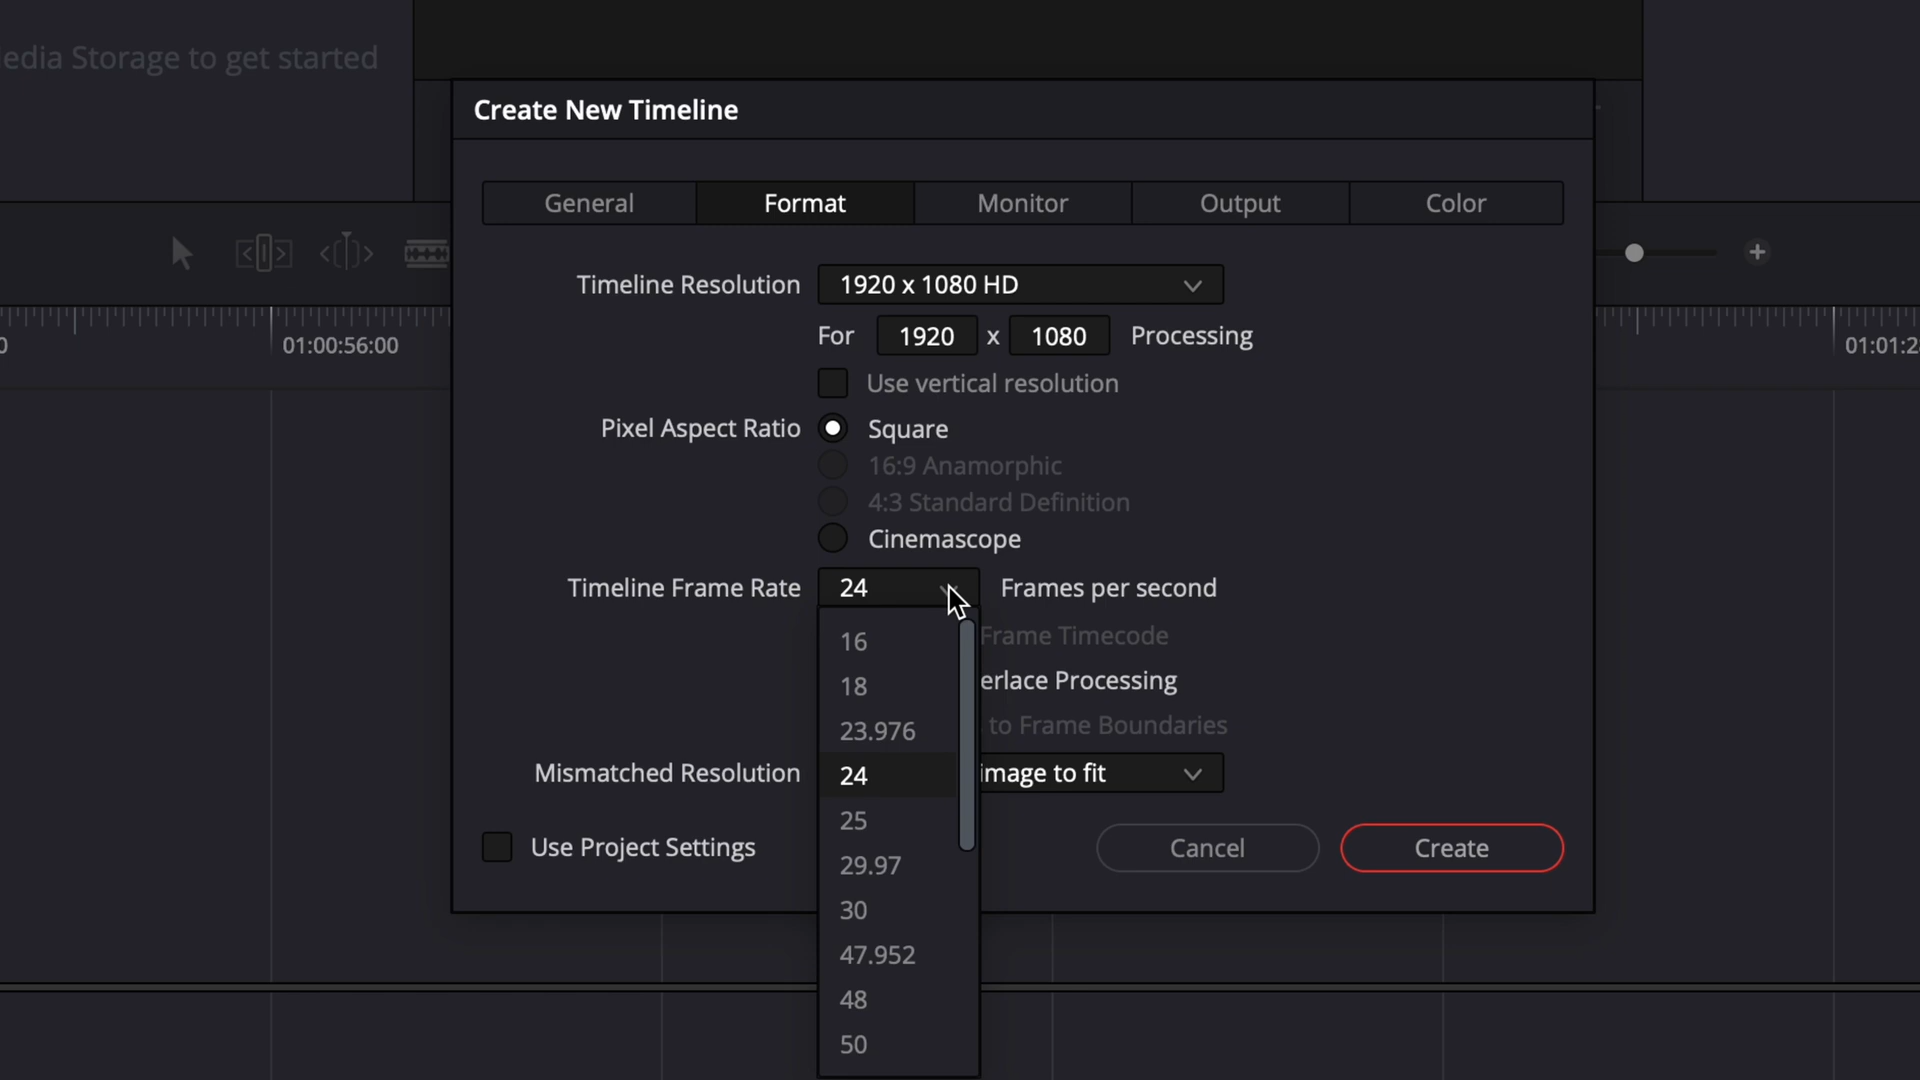 edia Storage to get started
Create New Timeline
General Format Monitor Output Color
Timeline Resolution 1920 x 1080 HD
For 1920 x 1080 Processing
Use vertical resolution
Pixel Aspect Ratio Square
16:9 Anamorphic
4:3 Standard Definition
Cinemascope
01:00:56:00
01:01:2
Timeline Frame Rate 24 Frames per second
16
Frame Timecode
18
erlace Processing
23.976
to Frame Boundaries
Mismatched Resolution
24
image to fit
25
Use Project Settings
Cancel
Create
29.97
30
47.952
48
50